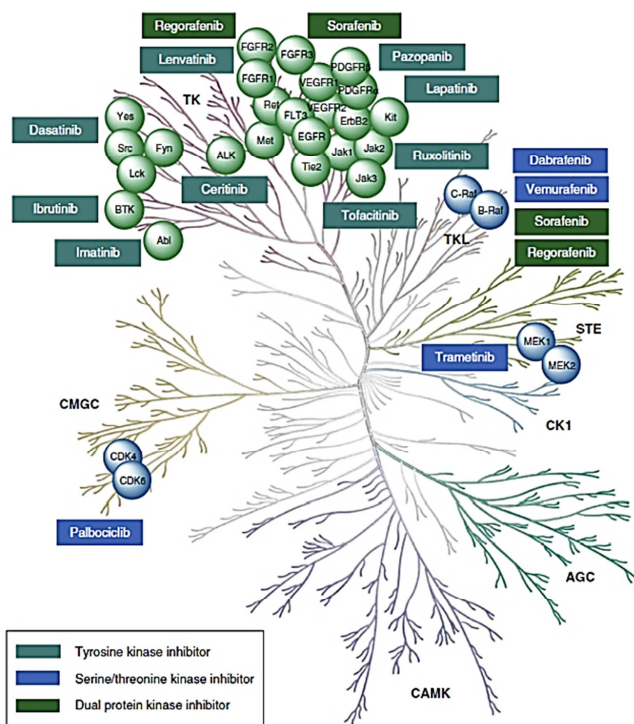 Regorafenib
Sorafenib
Lenvatinib
FGFR2
FGFR3
PDGFRβ
Pazopanib
FGFR1
VEGFR1
PDGFRα
Lapatinib
TK
Ret
VEGFR2
FLT3
ErbB2
Kit
Dasatinib
Yes
Src
Fyn
ALK
Met
EGFR
Jak1
Jak2
Ruxolitinib
Lck
Tie2
Jak3
Dabrafenib
Vemurafenib
Ceritinib
Tofacitinib
C-Raf
B-Raf
Ibrutinib
BTK
Sorafenib
Imatinib
Abl
TKL
Regorafenib
STE
Trametinib
MEK1
MEK2
CMGC
CK1
CDK4
CDK6
Palbociclib
AGC
CAMK
Tyrosine kinase inhibitor
Serine/threonine kinase inhibitor
Dual protein kinase inhibitor